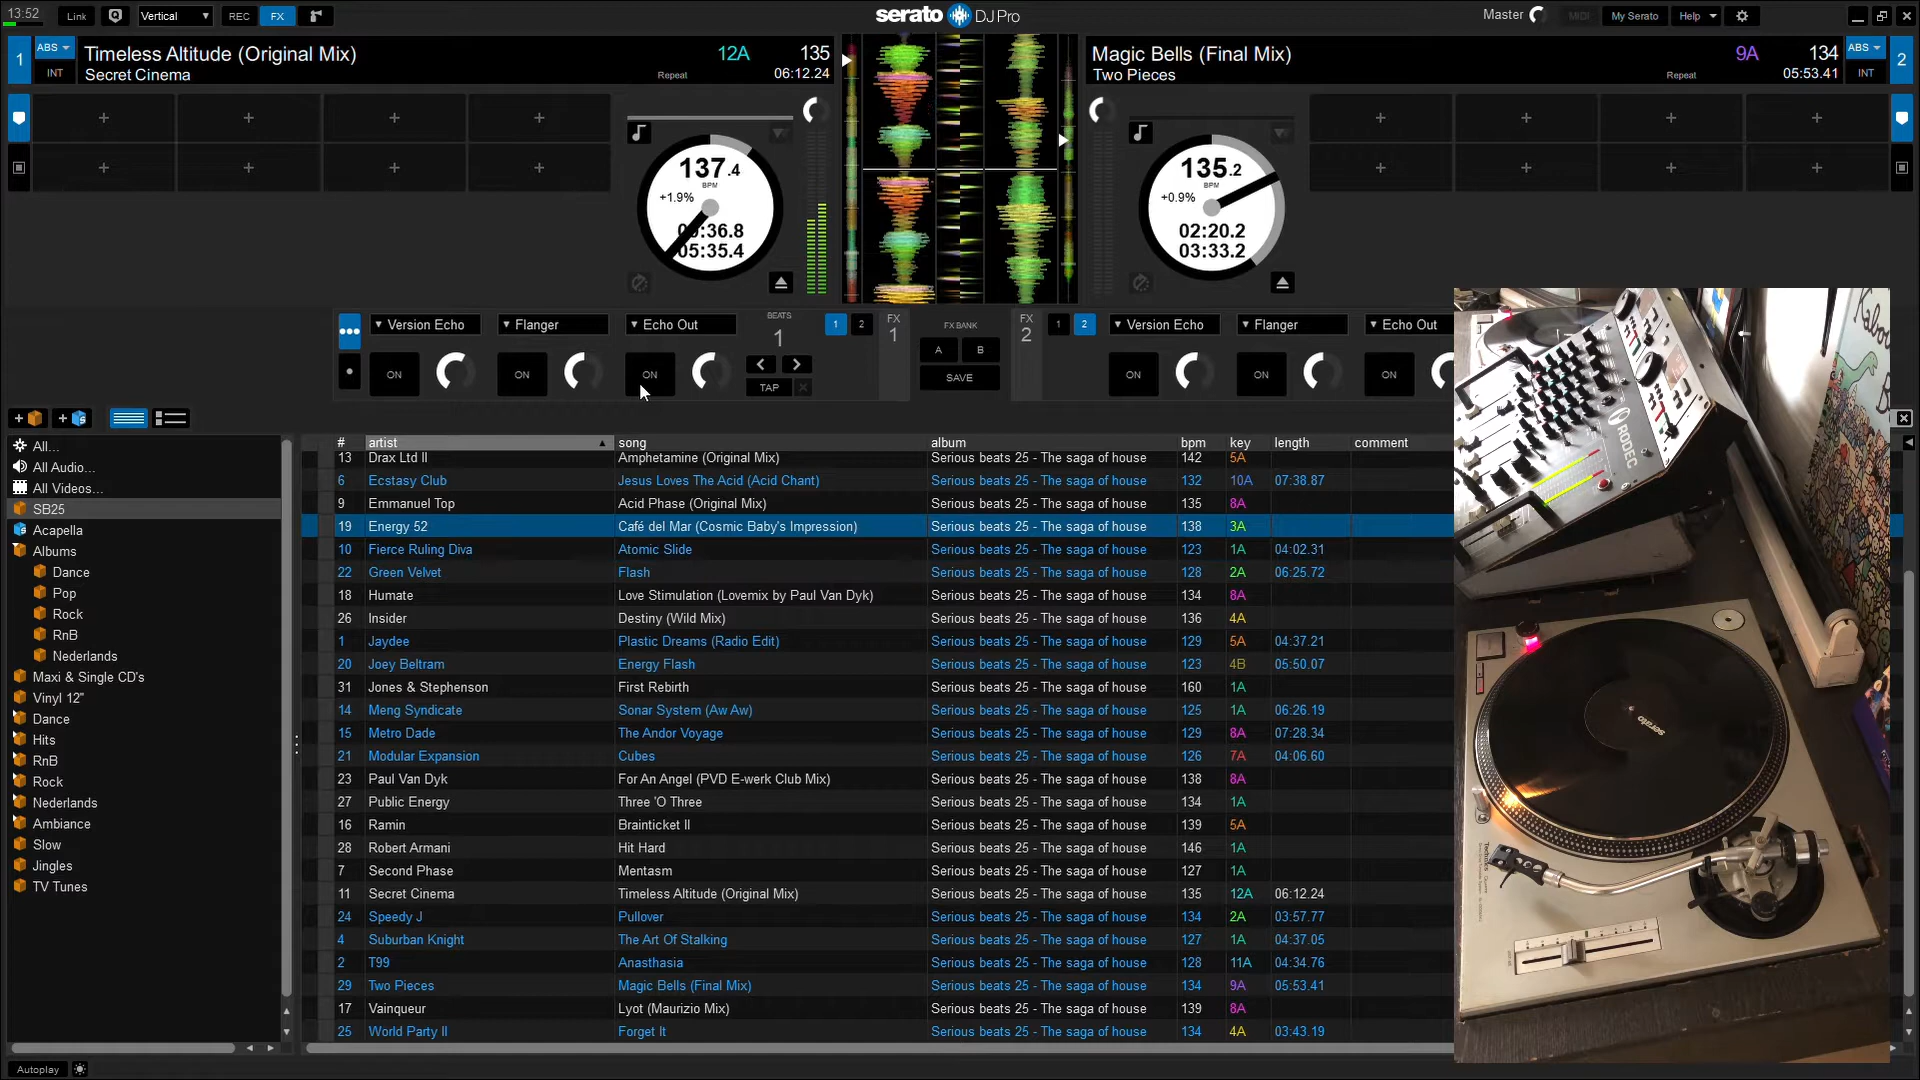 13:52 Link Vertical REC FX serato DJ Pro Master MIDI My Serato Help
1 ABS INT Timeless Altitude (Original Mix) 12A 135
Secret Cinema Repeat 06:12.24
Magic Bells (Final Mix) 9A 134 ABS INT 2
Two Pieces Repeat 05:53.41
137.4
BPM
+1.9%
05:35.4
135.2
BPM
+0.9%
02:20.2
03:33.2
Version Echo Flanger Echo Out BEATS 1 1 2 FX 1
ON ON ON TAP
FX BANK
A B
SAVE
FX 2 1 2 Version Echo Flanger Echo Out
ON ON ON
All...
All Audio...
All Videos...
SB25
Acapella
Albums
Dance
Pop
Rock
RnB
Nederlands
Maxi & Single CD's
Vinyl 12"
Dance
Hits
RnB
Rock
Nederlands
Ambiance
Slow
Jingles
TV Tunes
Autoplay
# artist song album bpm key length comment
13 Drax Ltd II Amphetamine (Original Mix) Serious beats 25 - The saga of house 142 5A
6 Ecstasy Club Jesus Loves The Acid (Acid Chant) Serious beats 25 - The saga of house 132 10A 07:38.87
9 Emmanuel Top Acid Phase (Original Mix) Serious beats 25 - The saga of house 135 8A
19 Energy 52 Café del Mar (Cosmic Baby's Impression) Serious beats 25 - The saga of house 138 3A
10 Fierce Ruling Diva Atomic Slide Serious beats 25 - The saga of house 123 1A 04:02.31
22 Green Velvet Flash Serious beats 25 - The saga of house 128 2A 06:25.72
18 Humate Love Stimulation (Lovemix by Paul Van Dyk) Serious beats 25 - The saga of house 134 8A
26 Insider Destiny (Wild Mix) Serious beats 25 - The saga of house 136 4A
1 Jaydee Plastic Dreams (Radio Edit) Serious beats 25 - The saga of house 129 5A 04:37.21
20 Joey Beltram Energy Flash Serious beats 25 - The saga of house 123 4B 05:50.07
31 Jones & Stephenson First Rebirth Serious beats 25 - The saga of house 160 1A
14 Meng Syndicate Sonar System (Aw Aw) Serious beats 25 - The saga of house 125 1A 06:26.19
15 Metro Dade The Andor Voyage Serious beats 25 - The saga of house 129 8A 07:28.34
21 Modular Expansion Cubes Serious beats 25 - The saga of house 126 7A 04:06.60
23 Paul Van Dyk For An Angel (PVD E-werk Club Mix) Serious beats 25 - The saga of house 138 8A
27 Public Energy Three 'O Three Serious beats 25 - The saga of house 134 1A
16 Ramin Brainticket II Serious beats 25 - The saga of house 139 5A
28 Robert Armani Hit Hard Serious beats 25 - The saga of house 146 1A
7 Second Phase Mentasm Serious beats 25 - The saga of house 127 1A
11 Secret Cinema Timeless Altitude (Original Mix) Serious beats 25 - The saga of house 135 12A 06:12.24
24 Speedy J Pullover Serious beats 25 - The saga of house 134 2A 03:57.77
4 Suburban Knight The Art Of Stalking Serious beats 25 - The saga of house 127 1A 04:37.05
2 T99 Anasthasia Serious beats 25 - The saga of house 128 11A 04:34.76
29 Two Pieces Magic Bells (Final Mix) Serious beats 25 - The saga of house 134 9A 05:53.41
17 Vainqueur Lyot (Maurizio Mix) Serious beats 25 - The saga of house 139 8A
25 World Party II Forget It Serious beats 25 - The saga of house 134 4A 03:43.19
RODEC
serato
Technics